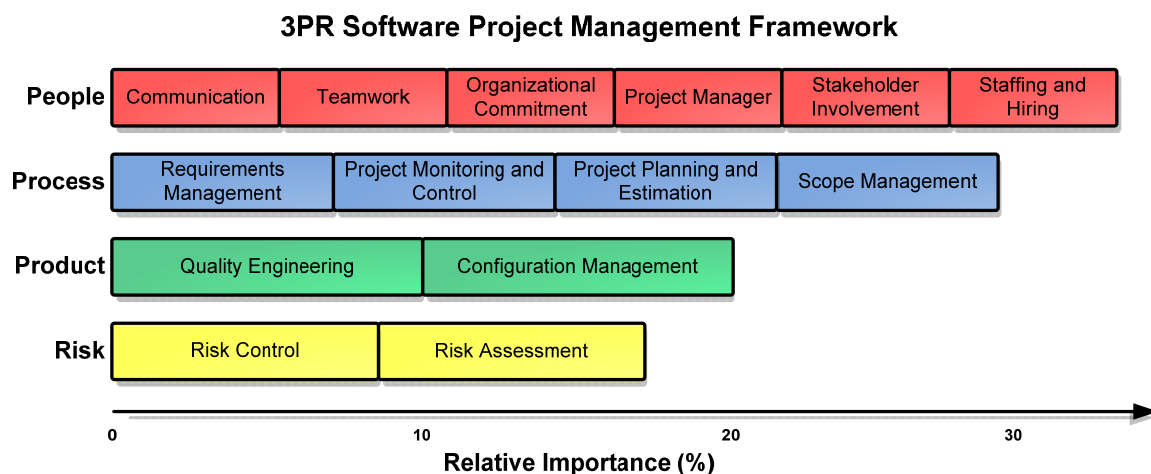 3PR Software Project Management Framework
People
Communication
Teamwork
Organizational
Commitment
Project Manager
Stakeholder
Involvement
Staffing and
Hiring
Process
Requirements
Management
Project Monitoring and
Control
Project Planning and
Estimation
Scope Management
Product
Quality Engineering
Configuration Management
Risk
Risk Control
Risk Assessment
0
10
20
30
Relative Importance (%)